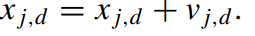 x_{j,d} = x_{j,d} + v_{j,d}.